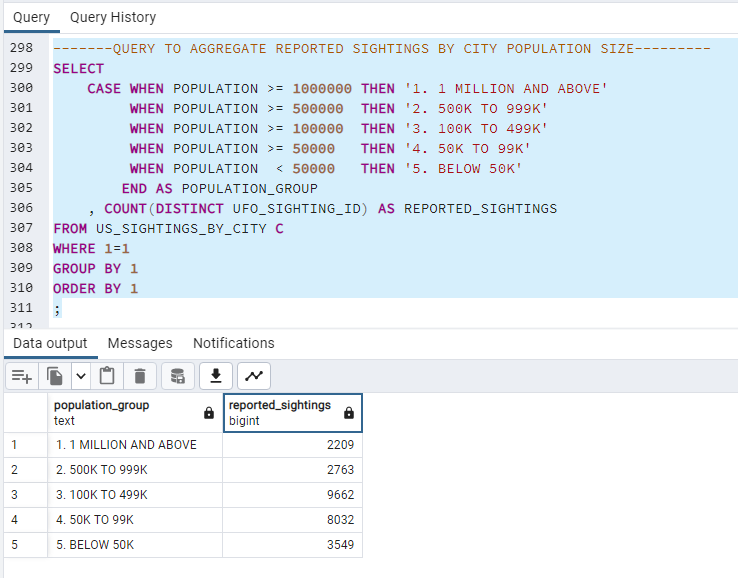 Query Query History
298 -------QUERY TO AGGREGATE REPORTED SIGHTINGS BY CITY POPULATION SIZE---------
299 SELECT
300 CASE WHEN POPULATION >= 1000000 THEN '1. 1 MILLION AND ABOVE'
301 WHEN POPULATION >= 500000 THEN '2. 500K TO 999K'
302 WHEN POPULATION >= 100000 THEN '3. 100K TO 499K'
303 WHEN POPULATION >= 50000 THEN '4. 50K TO 99K'
304 WHEN POPULATION < 50000 THEN '5. BELOW 50K'
305 END AS POPULATION_GROUP
306 , COUNT(DISTINCT UFO_SIGHTING_ID) AS REPORTED_SIGHTINGS
307 FROM US_SIGHTINGS_BY_CITY C
308 WHERE 1=1
309 GROUP BY 1
310 ORDER BY 1
311 ;
312
Data output Messages Notifications
population_group reported_sightings
text bigint
1 1. 1 MILLION AND ABOVE 2209
2 2. 500K TO 999K 2763
3 3. 100K TO 499K 9662
4 4. 50K TO 99K 8032
5 5. BELOW 50K 3549